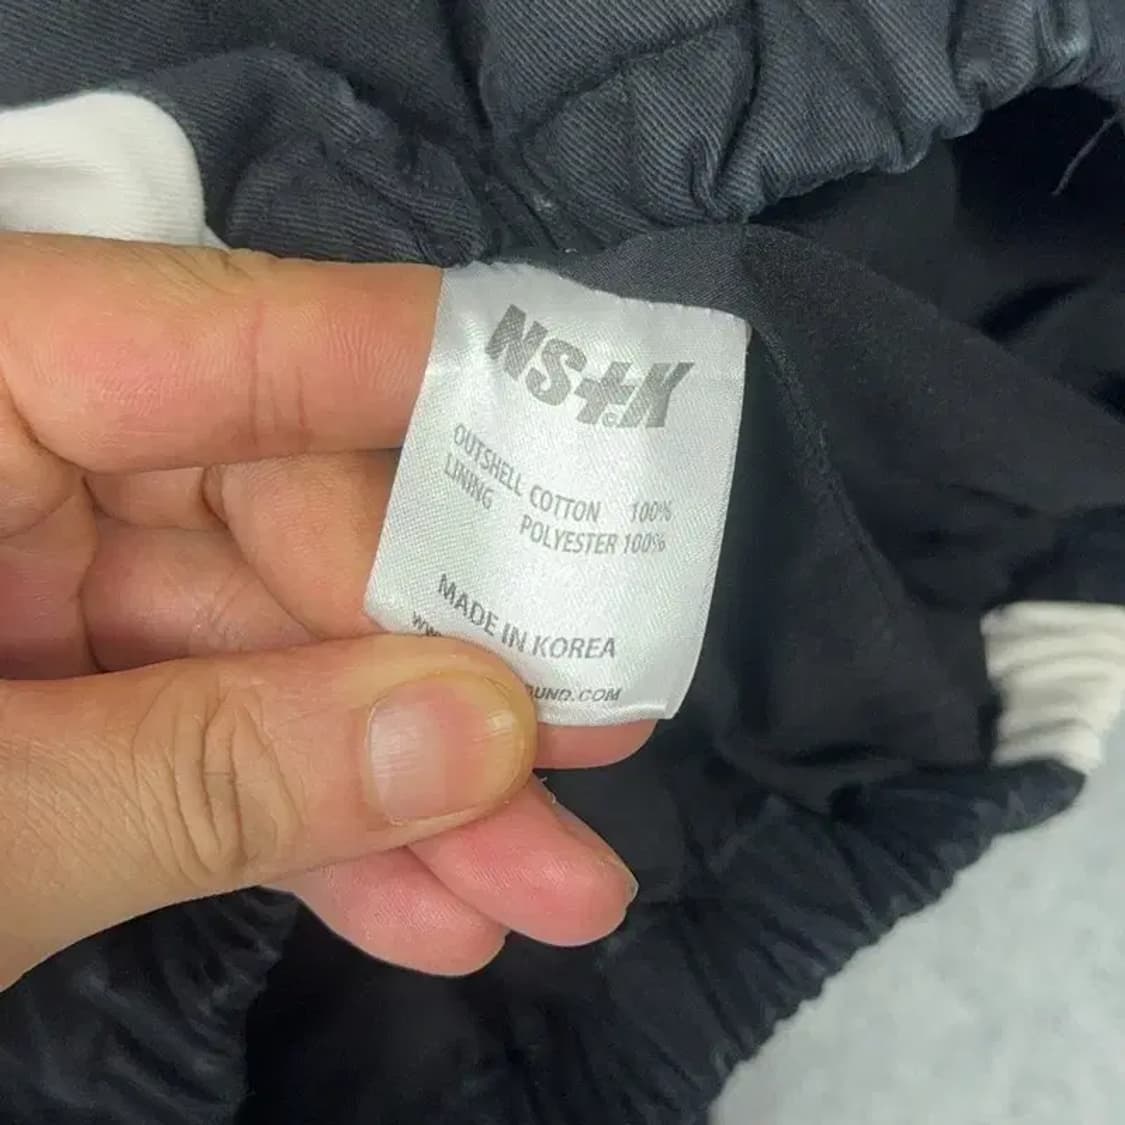 NS+.K
OUTSHELL COTTON 100%
LINING POLYESTER 100%
MADE IN KOREA